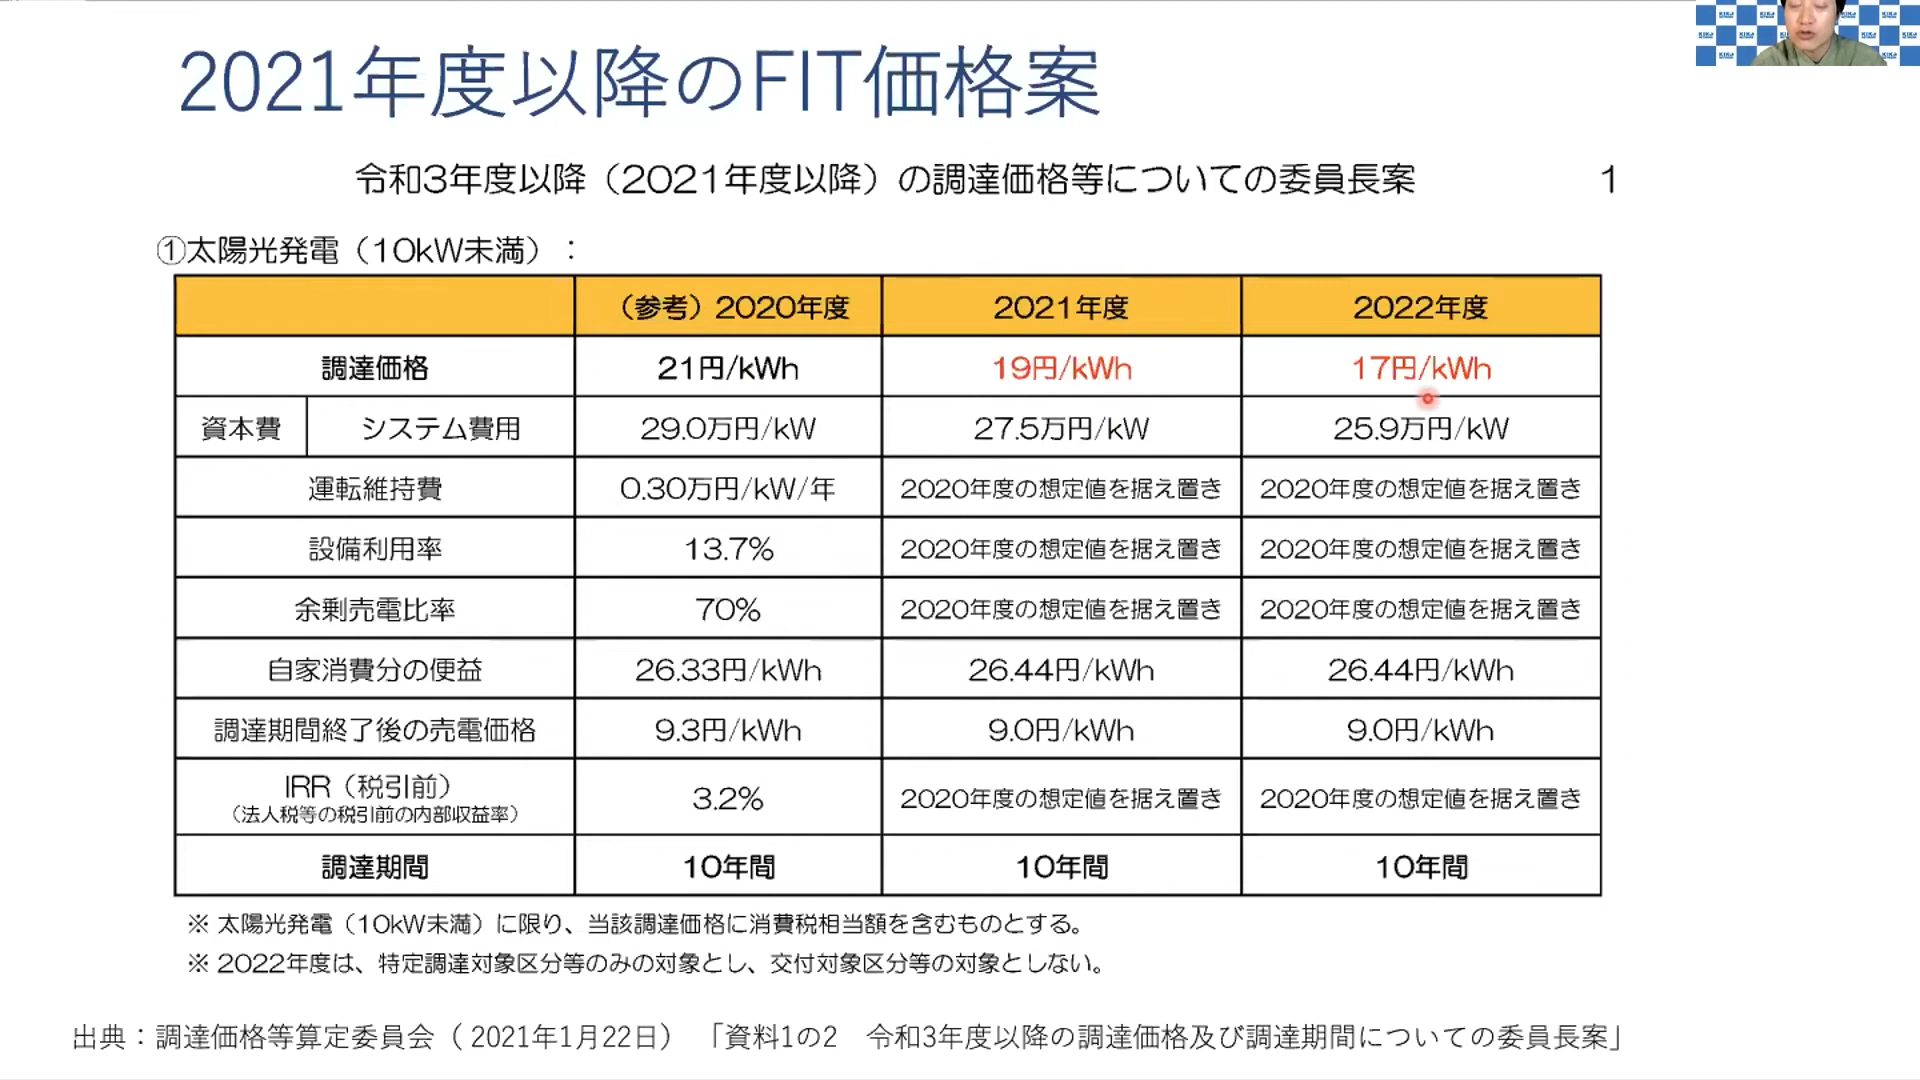 2021年度以降のFIT価格案
令和3年度以降（2021年度以降）の調達価格等についての委員長案 1
①太陽光発電（10kW未満）：
（参考）2020年度 2021年度 2022年度
調達価格 21円/kWh 19円/kWh 17円/kWh
資本費 システム費用 29.0万円/kW 27.5万円/kW 25.9万円/kW
運転維持費 0.30万円/kW/年 2020年度の想定値を据え置き 2020年度の想定値を据え置き
設備利用率 13.7% 2020年度の想定値を据え置き 2020年度の想定値を据え置き
余剰売電比率 70% 2020年度の想定値を据え置き 2020年度の想定値を据え置き
自家消費分の便益 26.33円/kWh 26.44円/kWh 26.44円/kWh
調達期間終了後の売電価格 9.3円/kWh 9.0円/kWh 9.0円/kWh
IRR（税引前）
（法人税等の税引前の内部収益率） 3.2% 2020年度の想定値を据え置き 2020年度の想定値を据え置き
調達期間 10年間 10年間 10年間
※ 太陽光発電（10kW未満）に限り、当該調達価格に消費税相当額を含むものとする。
※ 2022年度は、特定調達対象区分等のみの対象とし、交付対象区分等の対象としない。
出典：調達価格等算定委員会（ 2021年1月22日） 「資料1の2　令和3年度以降の調達価格及び調達期間についての委員長案」